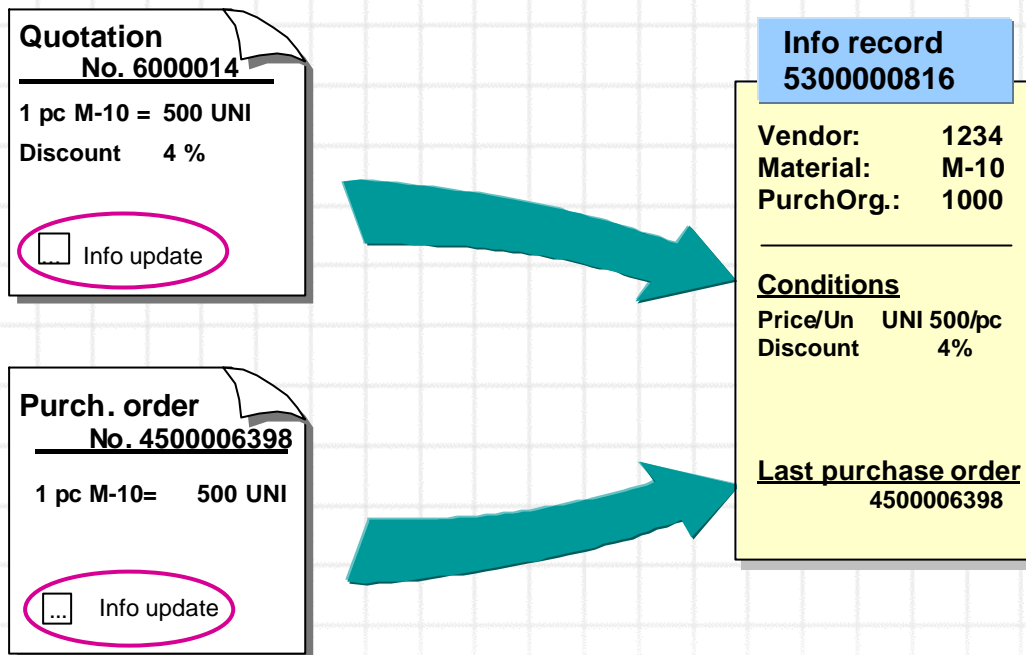 Quotation
No. 6000014
1 pc M-10 = 500 UNI
Discount 4 %
... Info update
Purch. order
No. 4500006398
1 pc M-10= 500 UNI
... Info update
Info record
5300000816
Vendor: 1234
Material: M-10
PurchOrg.: 1000
Conditions
Price/Un UNI 500/pc
Discount 4%
Last purchase order
4500006398